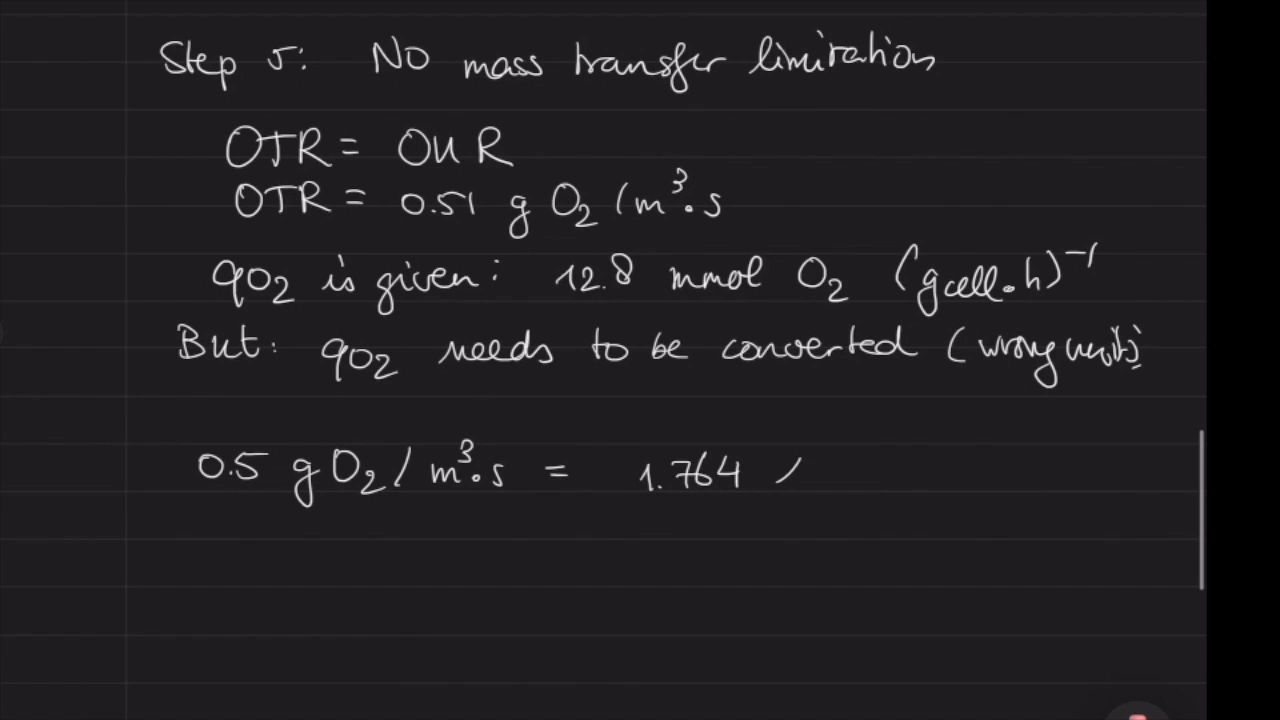 Step 5: No mass transfer limitation
OTR = OUR
OTR = 0.51 g O₂ / m³·s
qO₂ is given: 12.8 mmol O₂ (gcell·h)⁻¹
But: qO₂ needs to be converted (wrong units)
0.5 g O₂ / m³·s = 1.764